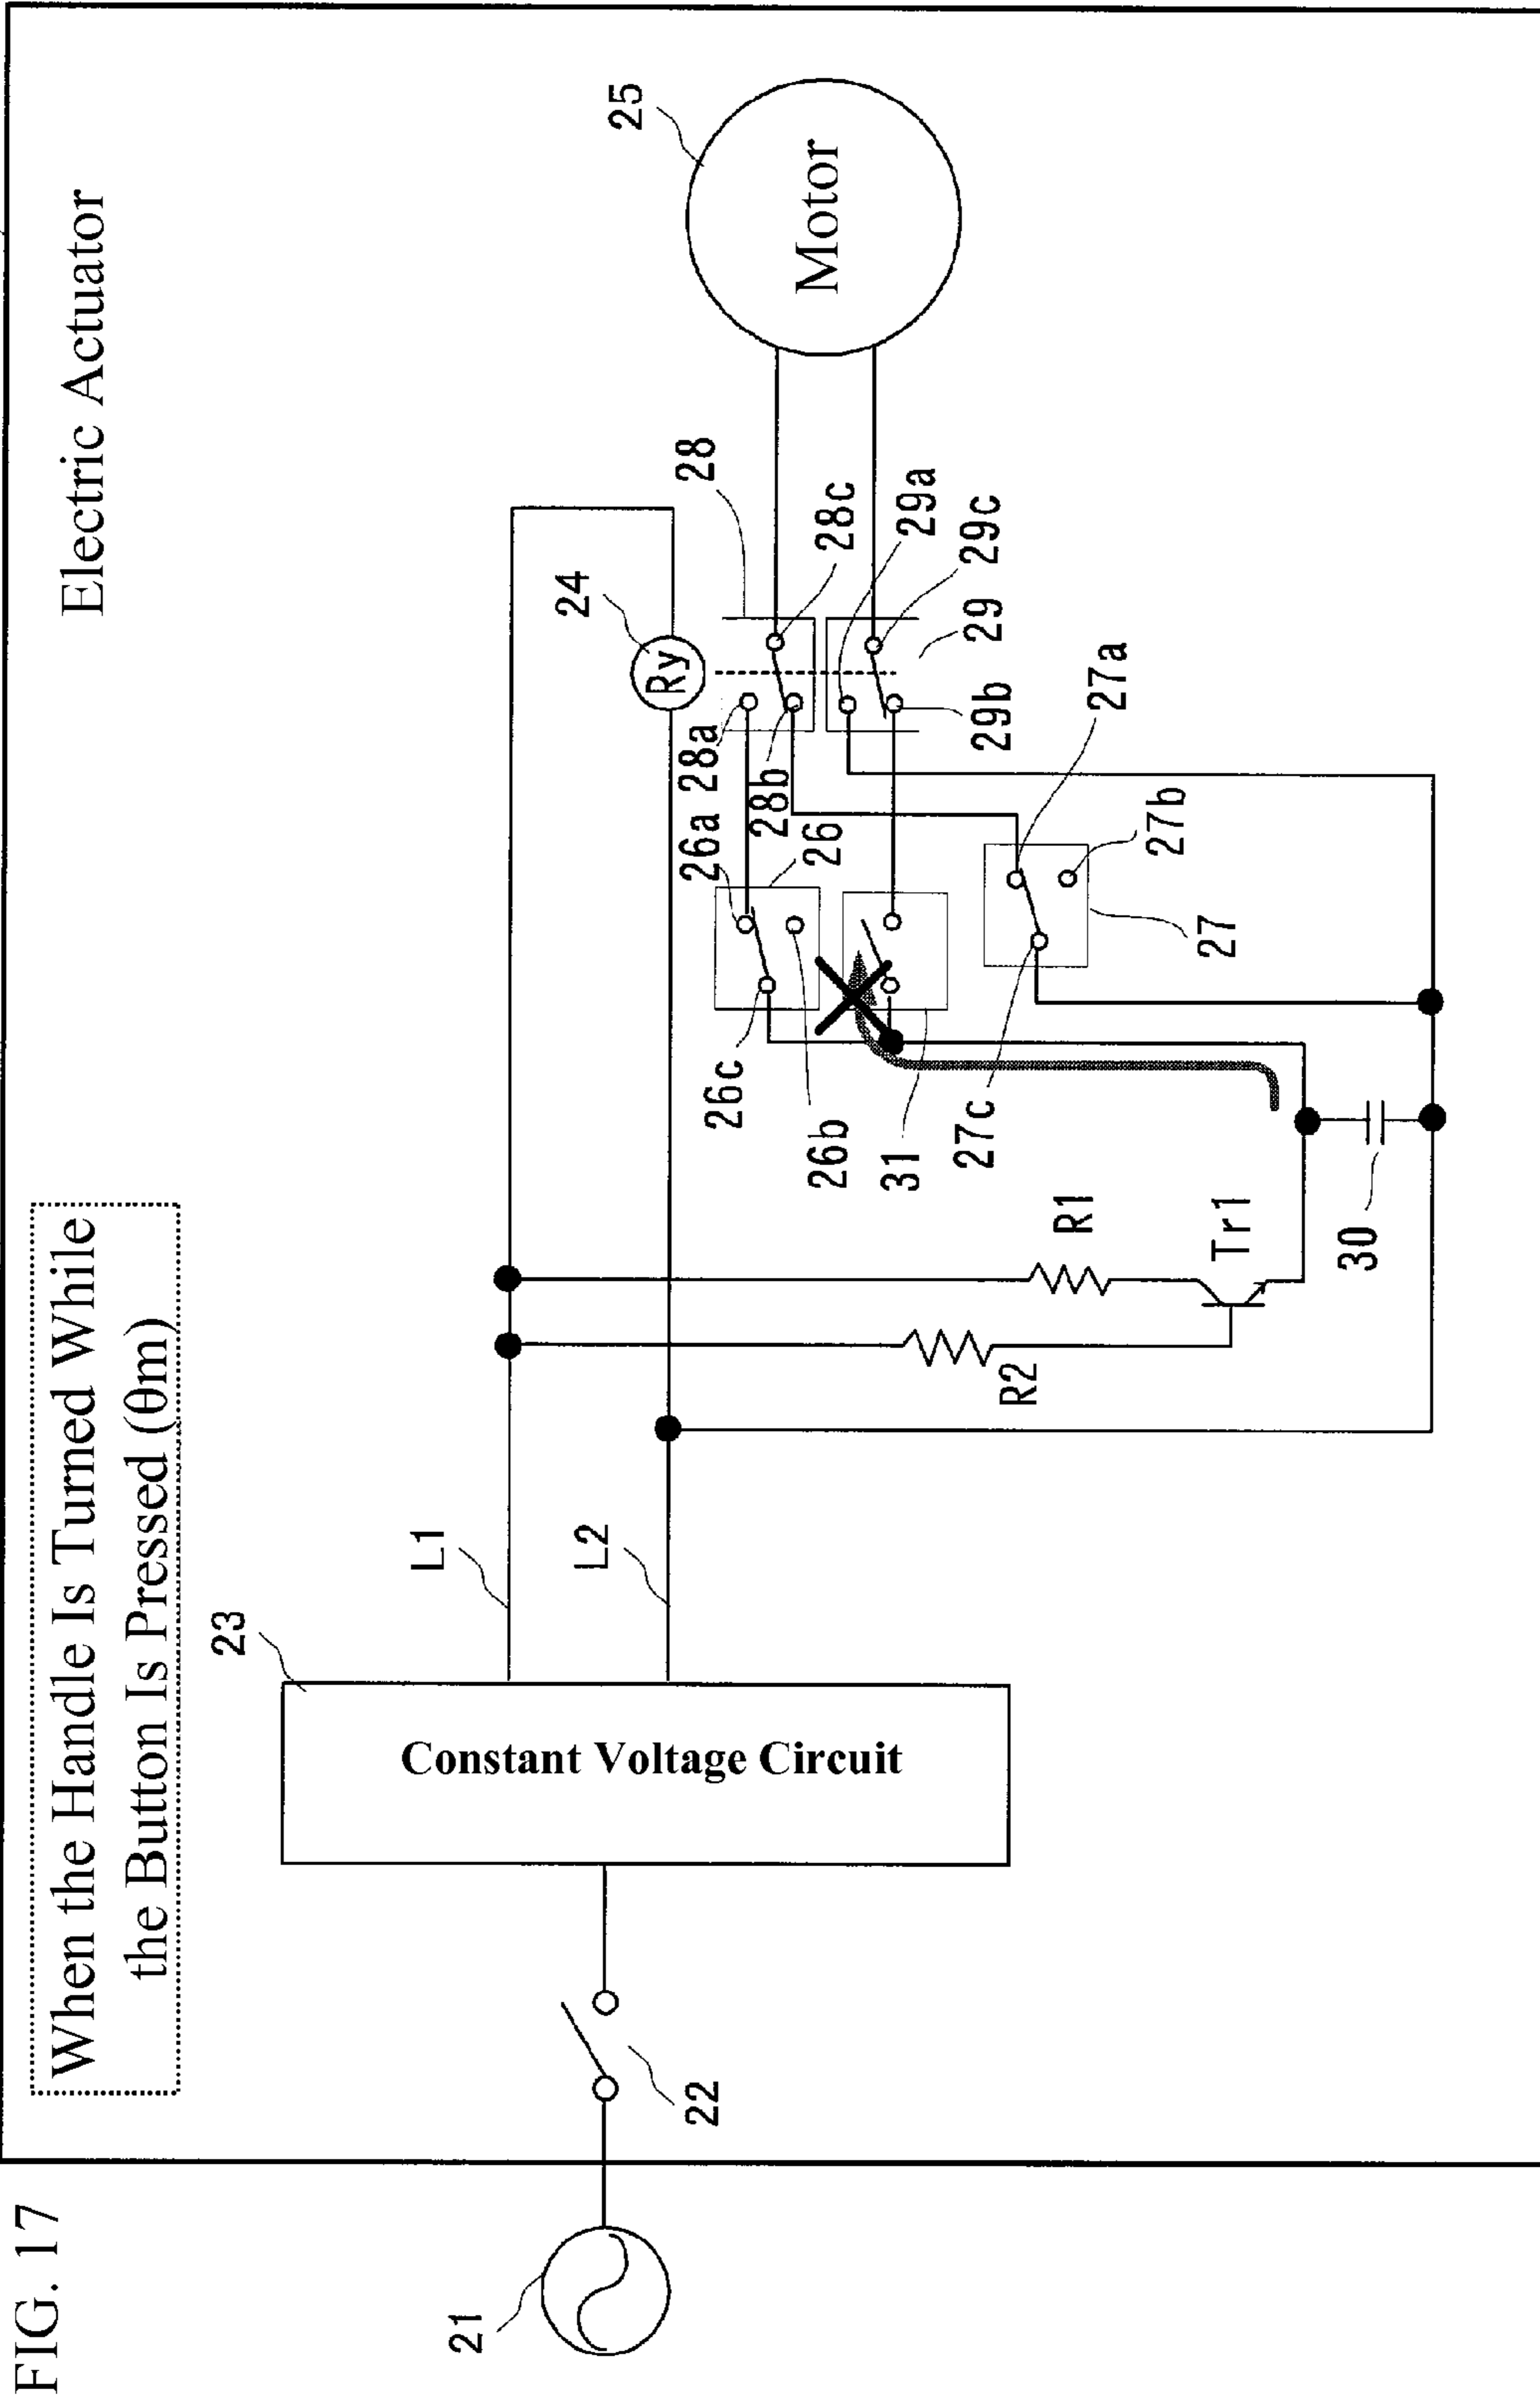 FIG. 17
When the Handle Is Turned While
the Button Is Pressed (θm)
Electric Actuator
21
22
23
Constant Voltage Circuit
L1
L2
R2
R1
Tr1
30
24
Ry
26c
26b
31
27c
26a
28a
28b
26
28
28c
29a
29c
29
29b
27a
27b
27
25
Motor